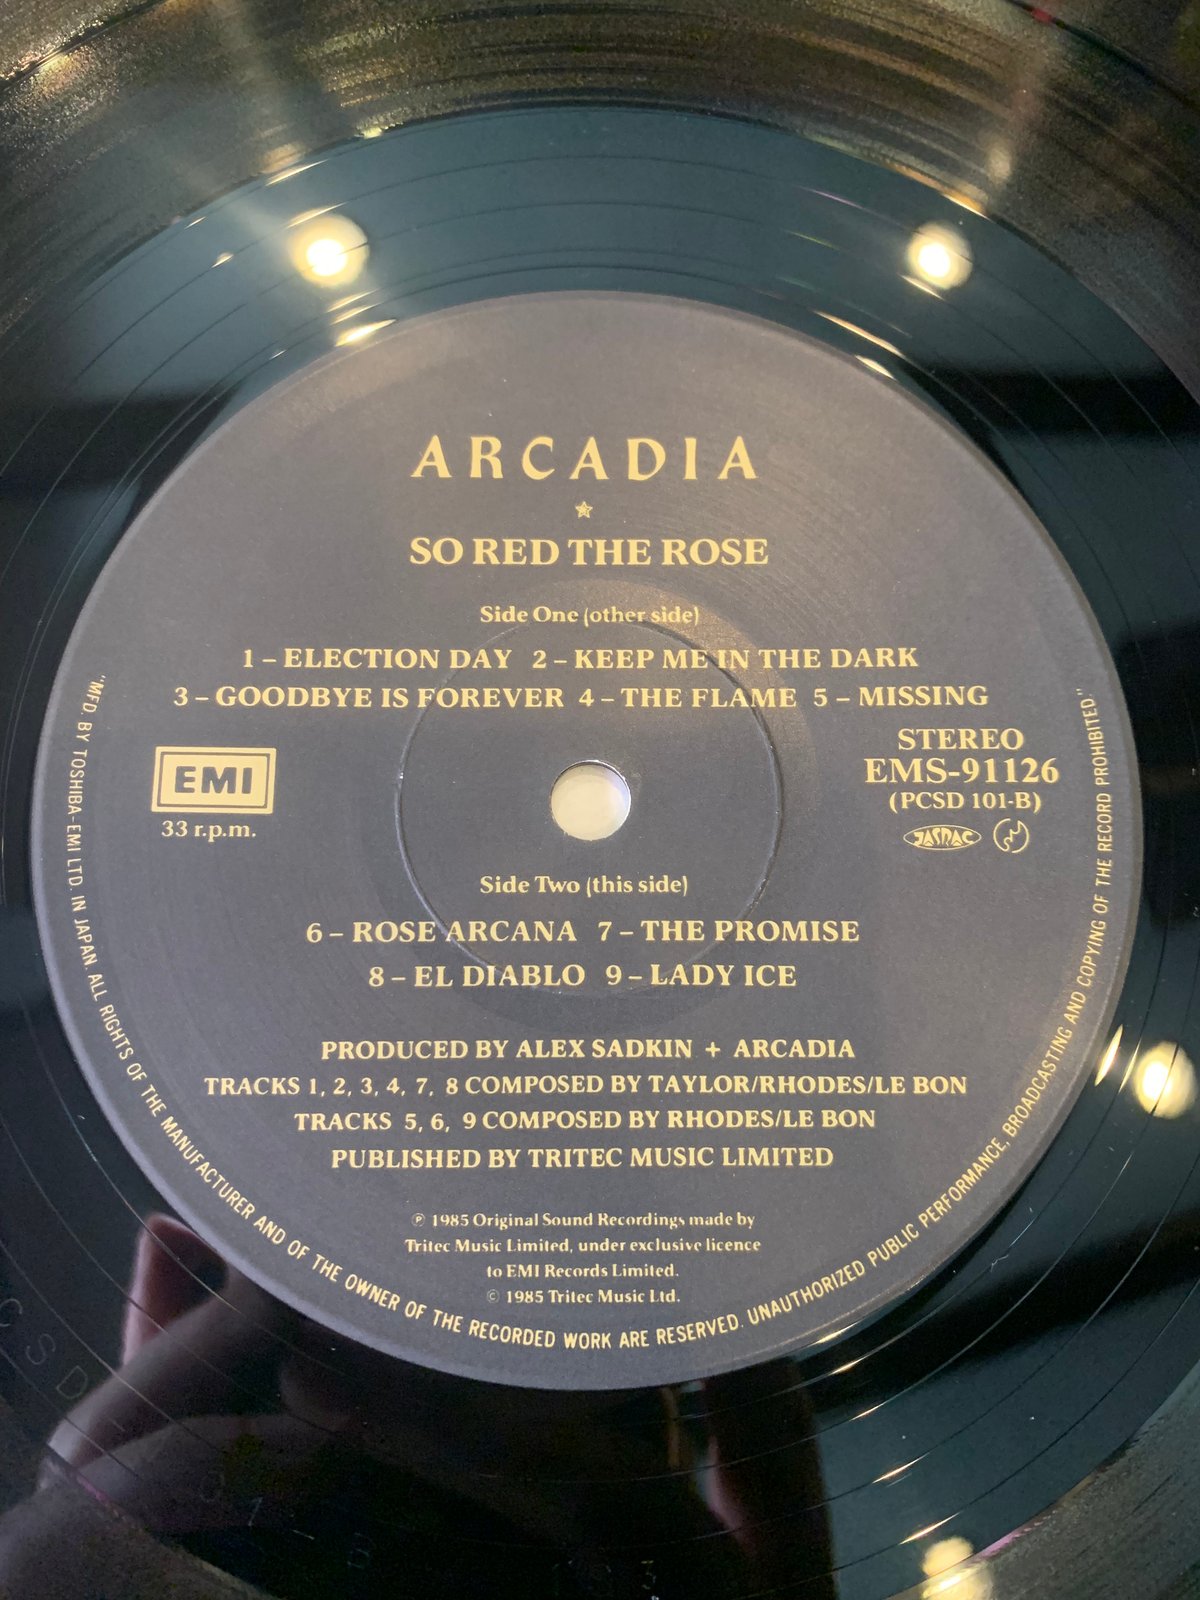 ARCADIA
SO RED THE ROSE
Side One (other side)
1 – ELECTION DAY 2 – KEEP ME IN THE DARK
3 – GOODBYE IS FOREVER 4 – THE FLAME 5 – MISSING
EMI
33 r.p.m.
STEREO
EMS-91126
(PCSD 101-B)
JASRAC
Side Two (this side)
6 – ROSE ARCANA 7 – THE PROMISE
8 – EL DIABLO 9 – LADY ICE
PRODUCED BY ALEX SADKIN + ARCADIA
TRACKS 1, 2, 3, 4, 7, 8 COMPOSED BY TAYLOR/RHODES/LE BON
TRACKS 5, 6, 9 COMPOSED BY RHODES/LE BON
PUBLISHED BY TRITEC MUSIC LIMITED
℗ 1985 Original Sound Recordings made by
Tritec Music Limited, under exclusive licence
to EMI Records Limited.
© 1985 Tritec Music Ltd.
"MFD. BY TOSHIBA-EMI LTD. IN JAPAN. ALL RIGHTS OF THE MANUFACTURER AND OF THE OWNER OF THE RECORDED WORK ARE RESERVED. UNAUTHORIZED PUBLIC PERFORMANCE, BROADCASTING AND COPYING OF THE RECORD PROHIBITED."